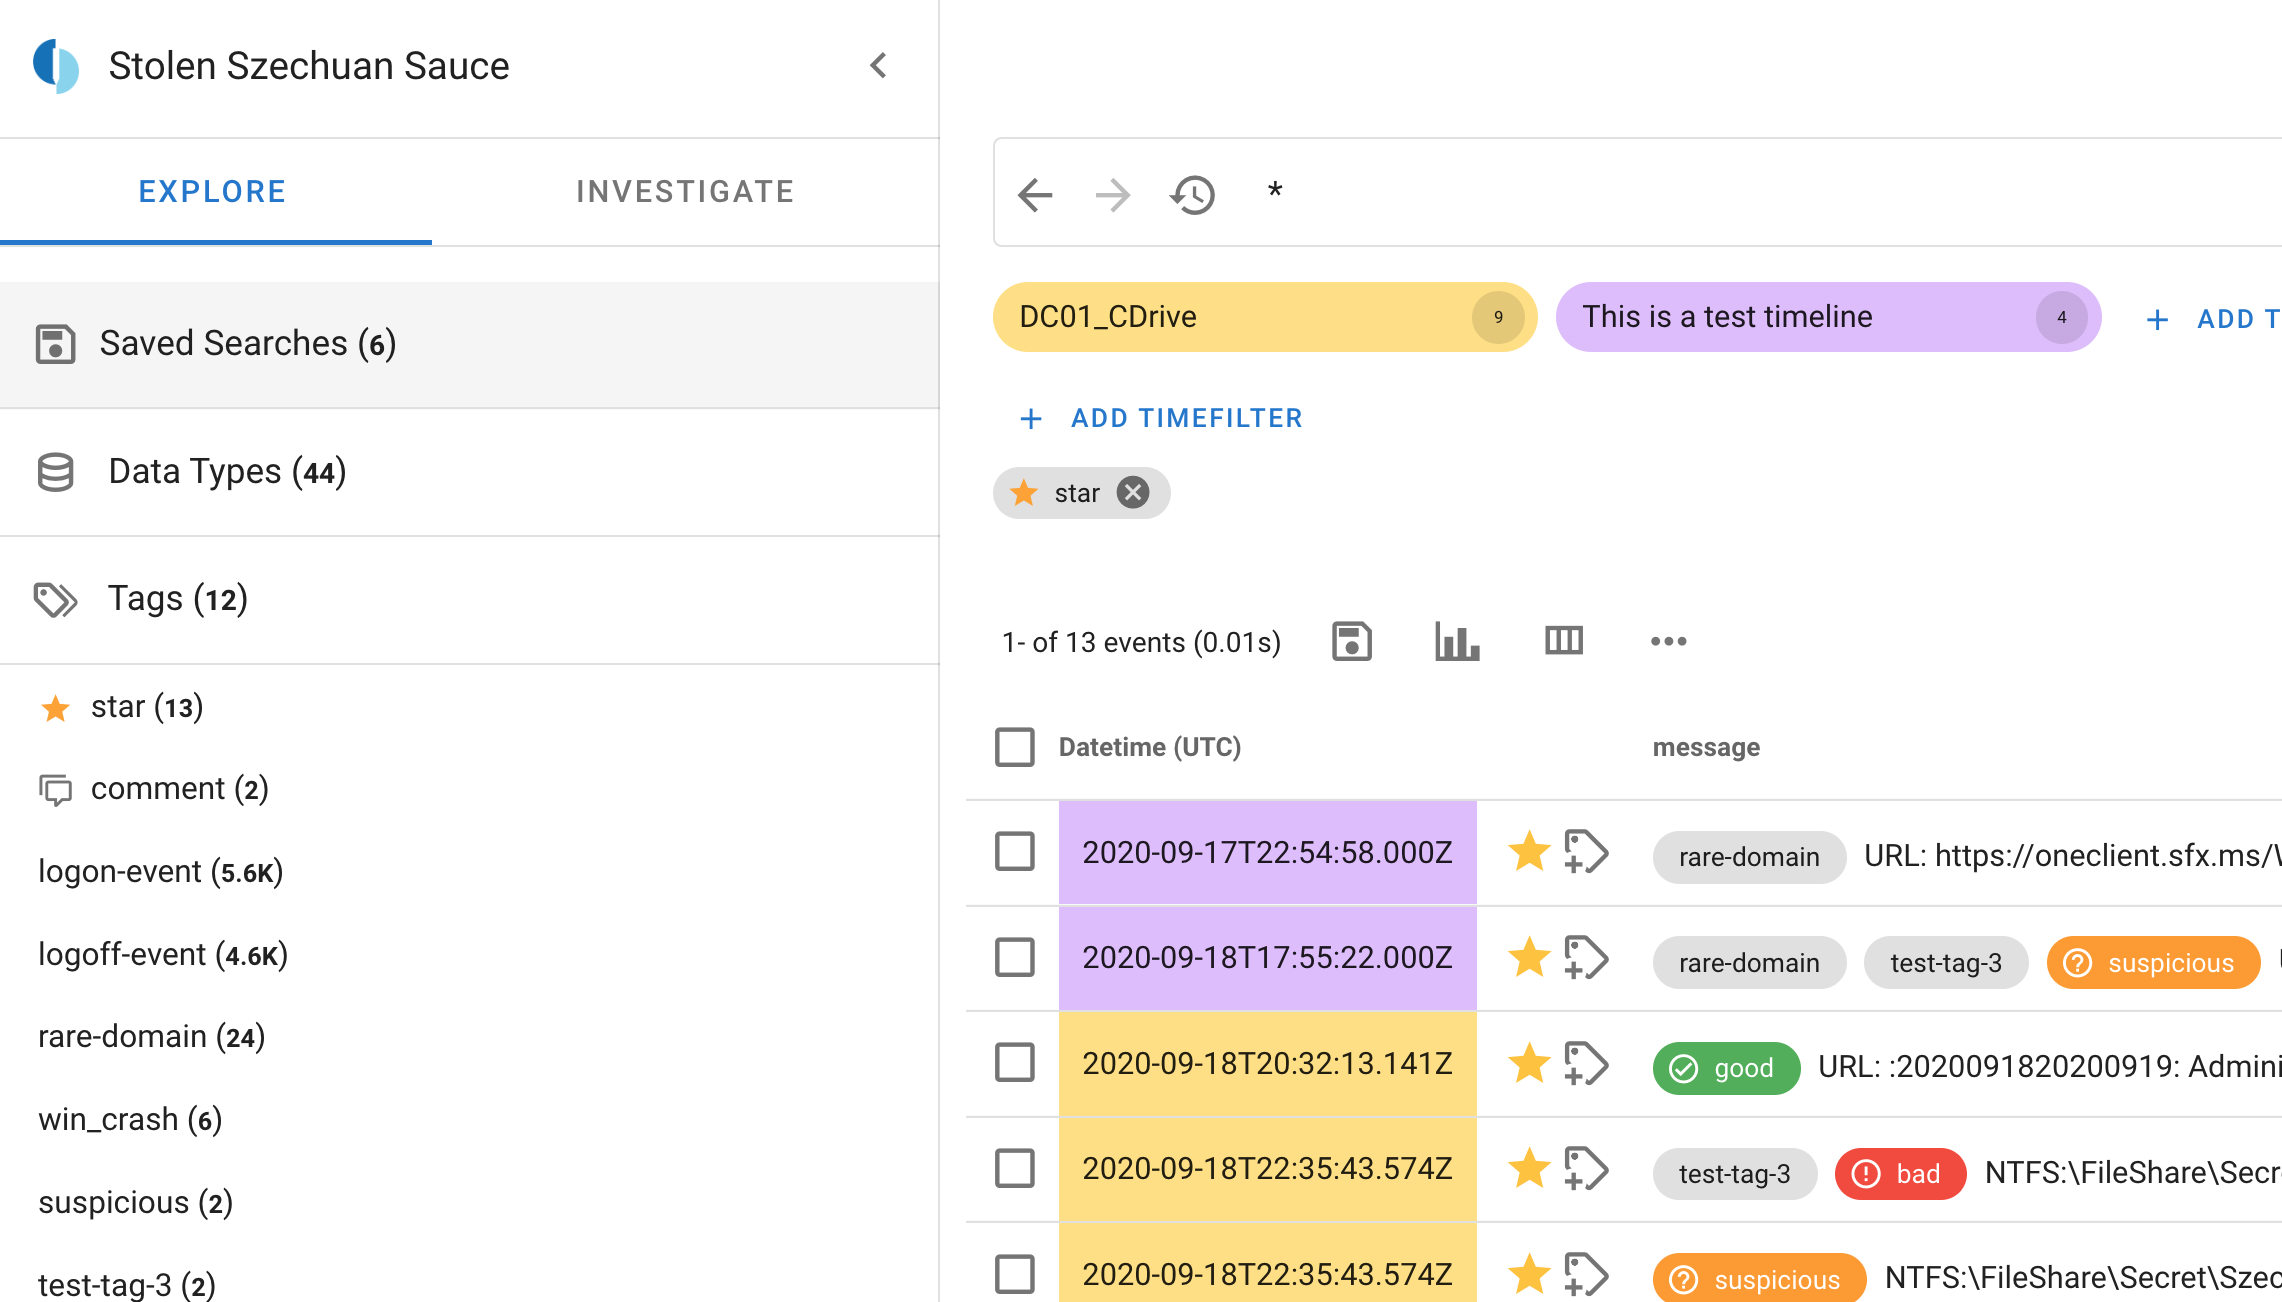 Stolen Szechuan Sauce
EXPLORE
INVESTIGATE
Saved Searches (6)
Data Types (44)
Tags (12)
star (13)
comment (2)
logon-event (5.6K)
logoff-event (4.6K)
rare-domain (24)
win_crash (6)
suspicious (2)
test-tag-3 (2)
*
DC01_CDrive 9
This is a test timeline 4
+ ADD T
+ ADD TIMEFILTER
star
1- of 13 events (0.01s)
Datetime (UTC) message
2020-09-17T22:54:58.000Z rare-domain URL: https://oneclient.sfx.ms/
2020-09-18T17:55:22.000Z rare-domain test-tag-3 suspicious
2020-09-18T20:32:13.141Z good URL: :2020091820200919: Admini
2020-09-18T22:35:43.574Z test-tag-3 bad NTFS:\FileShare\Secr
2020-09-18T22:35:43.574Z suspicious NTFS:\FileShare\Secret\Szec